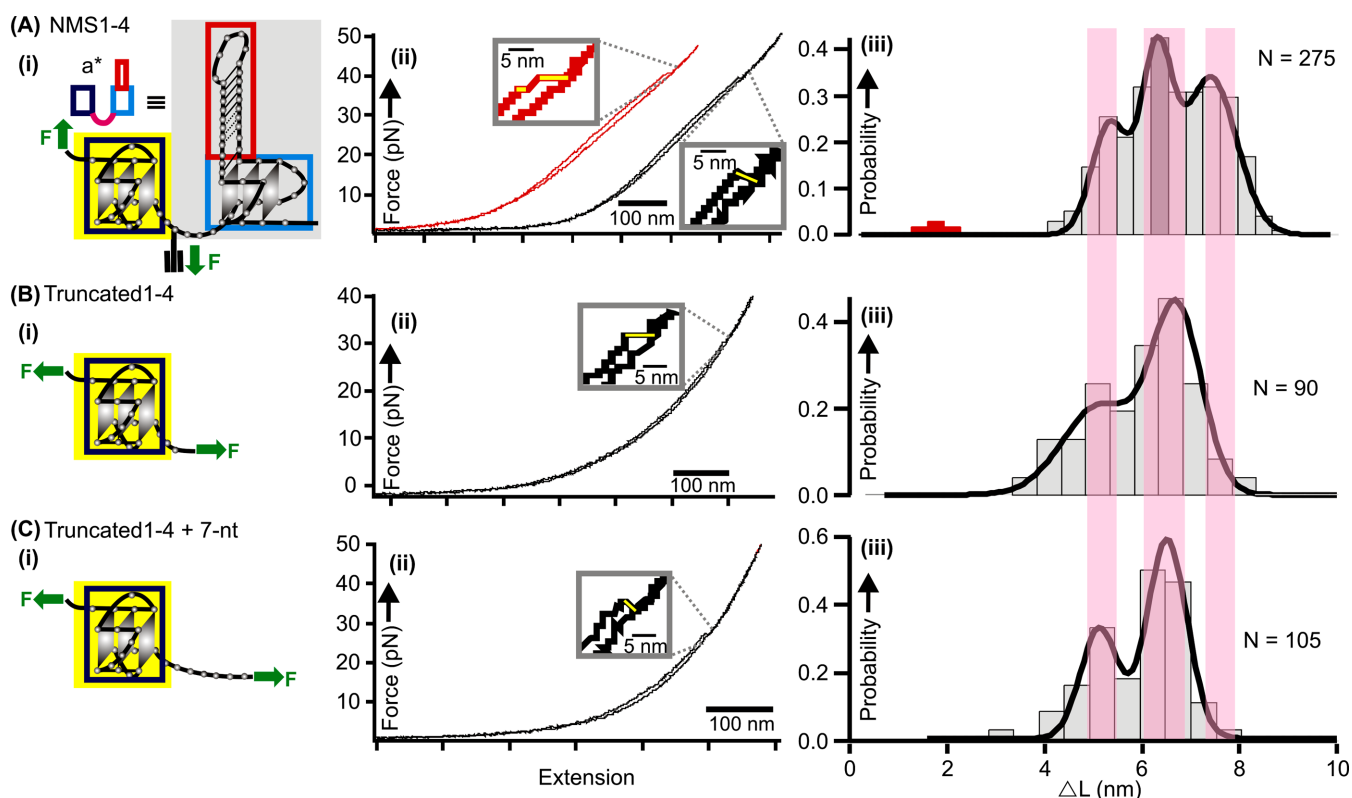 (A) NMS1-4
(i)
a*
≡
F
F
(ii)
Force (pN)
50
40
30
20
10
5 nm
5 nm
100 nm
(iii)
Probability
0.4
0.3
0.2
0.1
0.0
N = 275
(B) Truncated1-4
(i)
F
F
(ii)
Force (pN)
40
30
20
10
0
5 nm
100 nm
(iii)
Probability
0.4
0.2
0.0
N = 90
(C) Truncated1-4 + 7-nt
(i)
F
F
(ii)
Force (pN)
50
40
30
20
10
5 nm
100 nm
Extension
(iii)
Probability
0.6
0.4
0.2
0.0
N = 105
0 2 4 6 8 10
△L (nm)